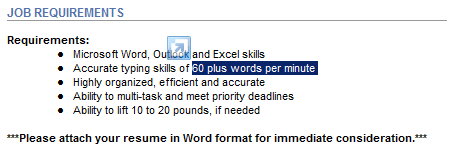 JOB REQUIREMENTS
Requirements:
• Microsoft Word, Outlook and Excel skills
• Accurate typing skills of 60 plus words per minute
• Highly organized, efficient and accurate
• Ability to multi-task and meet priority deadlines
• Ability to lift 10 to 20 pounds, if needed
***Please attach your resume in Word format for immediate consideration.***